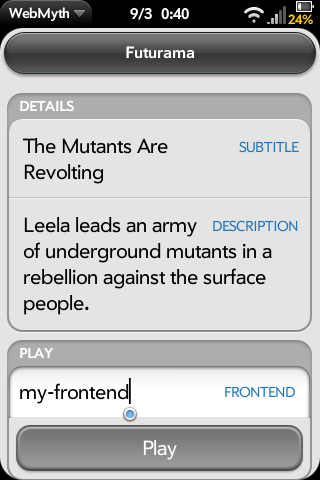 WebMyth 9/3 0:40 24%
Futurama
DETAILS
The Mutants Are SUBTITLE
Revolting
Leela leads an army DESCRIPTION
of underground mutants in a
rebellion against the surface
people.
PLAY
my-frontend FRONTEND
Play